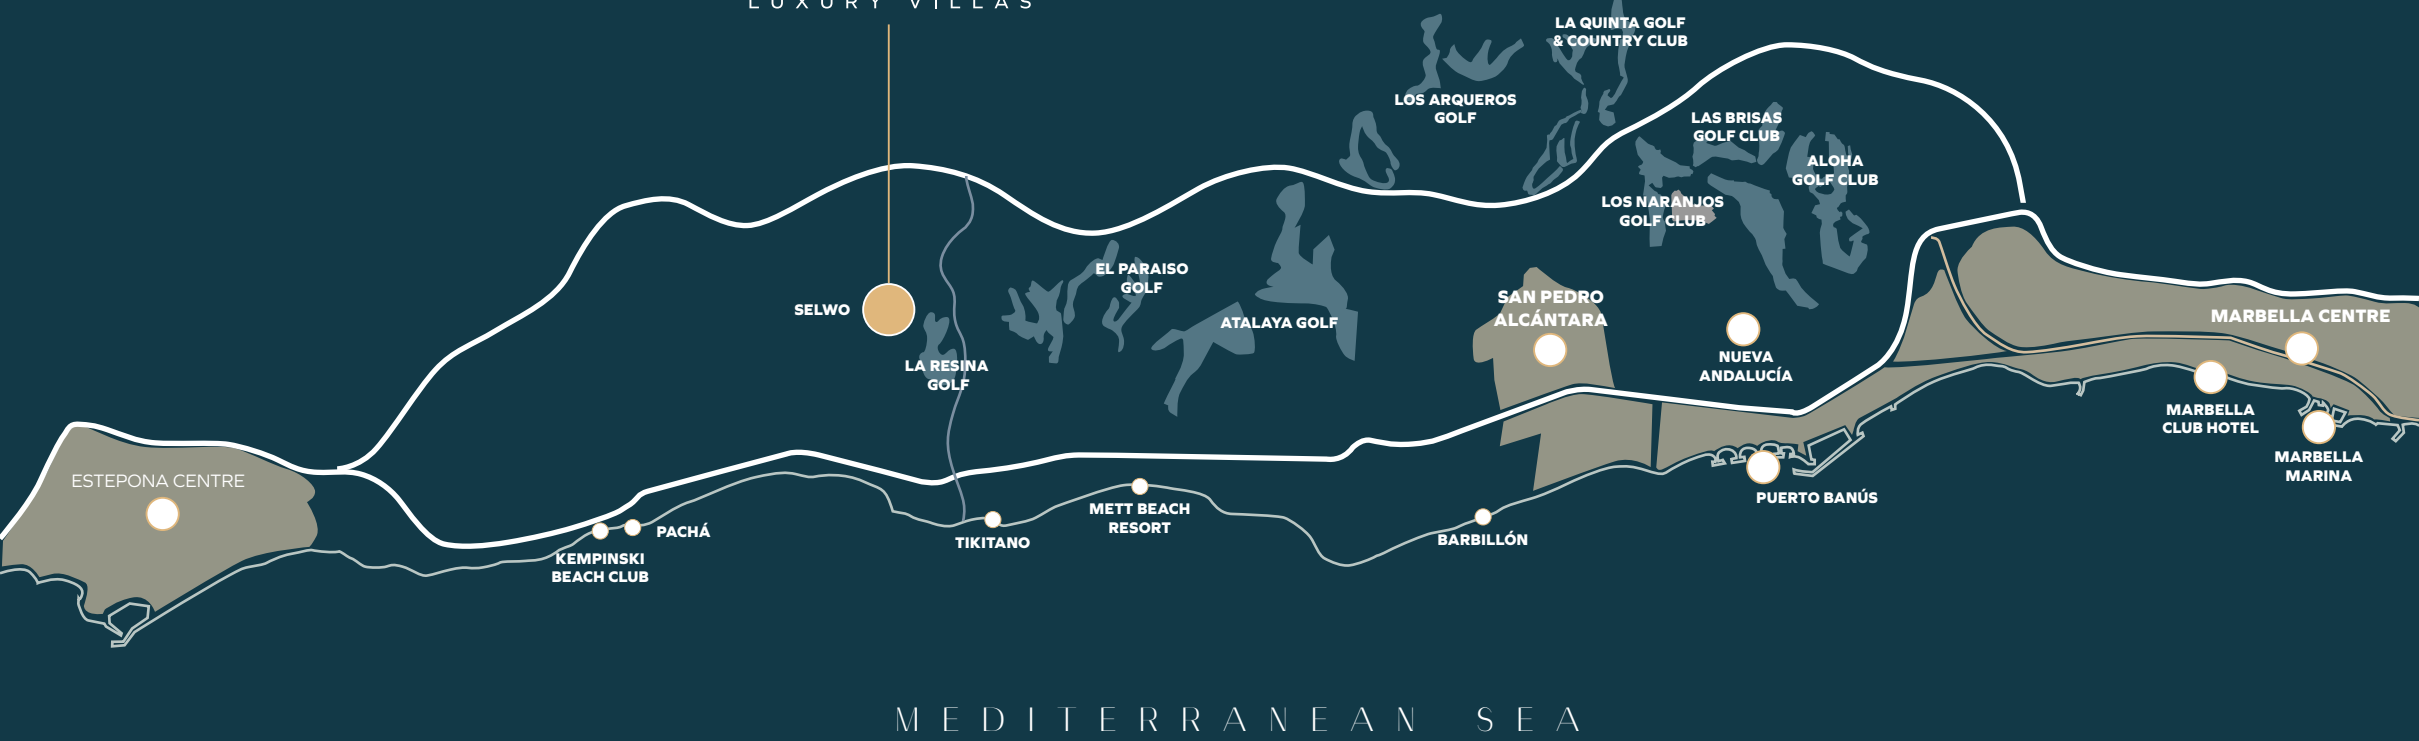 LUXURY VILLAS
LA QUINTA GOLF
& COUNTRY CLUB
LOS ARQUEROS
GOLF
LAS BRISAS
GOLF CLUB
ALOHA
GOLF CLUB
LOS NARANJOS
GOLF CLUB
EL PARAISO
GOLF
SELWO
ATALAYA GOLF
LA RESINA
GOLF
SAN PEDRO
ALCÁNTARA
NUEVA
ANDALUCÍA
MARBELLA CENTRE
MARBELLA
CLUB HOTEL
MARBELLA
MARINA
PUERTO BANÚS
ESTEPONA CENTRE
KEMPINSKI
BEACH CLUB
PACHÁ
TIKITANO
METT BEACH
RESORT
BARBILLÓN
MEDITERRANEAN SEA